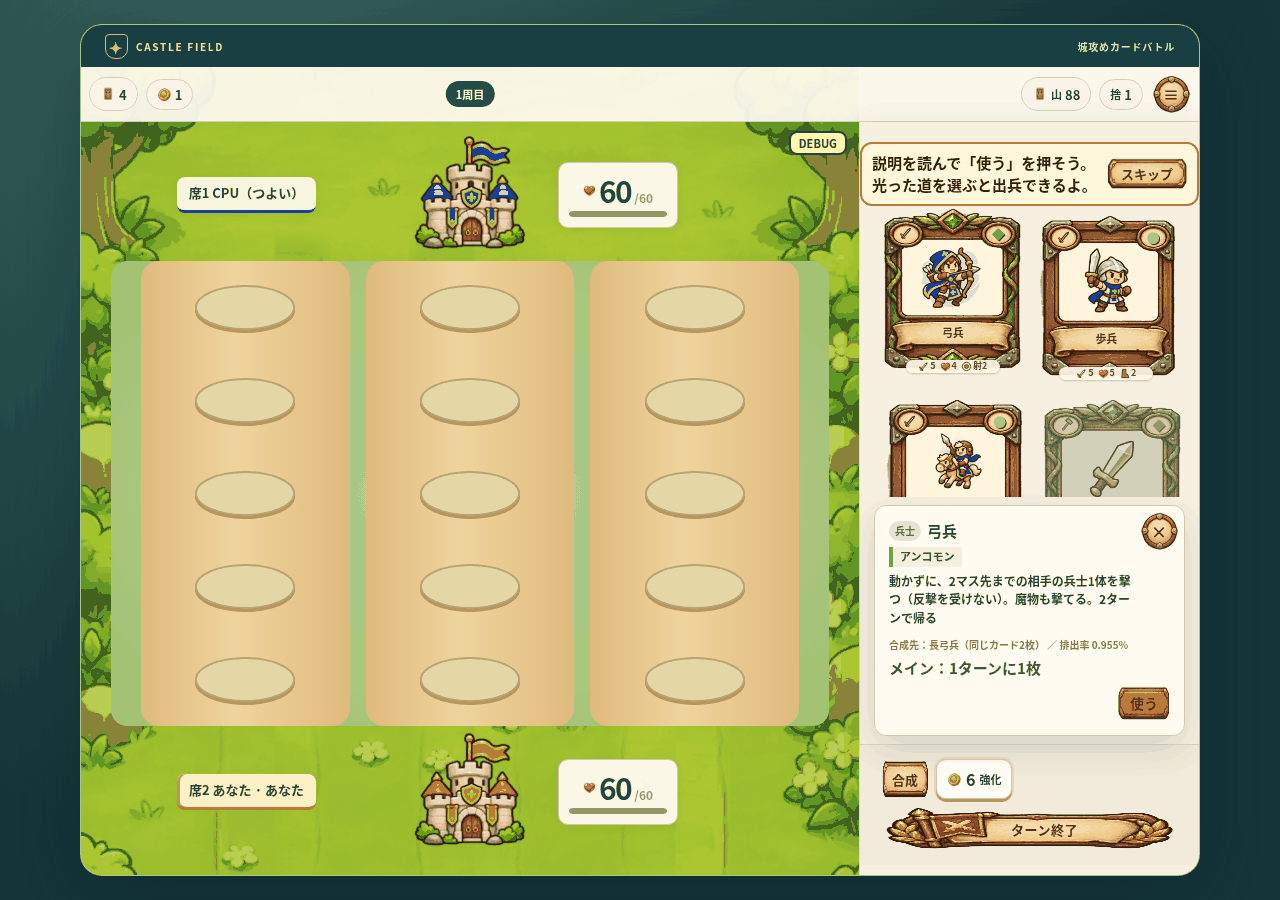 CASTLE FIELD
城攻めカードバトル
4
1
1周目
山 88
捨 1
DEBUG
席1 CPU（つよい）
60/60
説明を読んで「使う」を押そう。
光った道を選ぶと出兵できるよ。
スキップ
弓兵
5 4 射2
歩兵
5 5 2
兵士 弓兵
アンコモン
動かずに、2マス先までの相手の兵士1体を撃
つ（反撃を受けない）。魔物も撃てる。2ター
ンで帰る
合成先：長弓兵（同じカード2枚） ／ 排出率 0.955%
メイン：1ターンに1枚
使う
席2 あなた・あなた
60/60
合成
6 強化
ターン終了